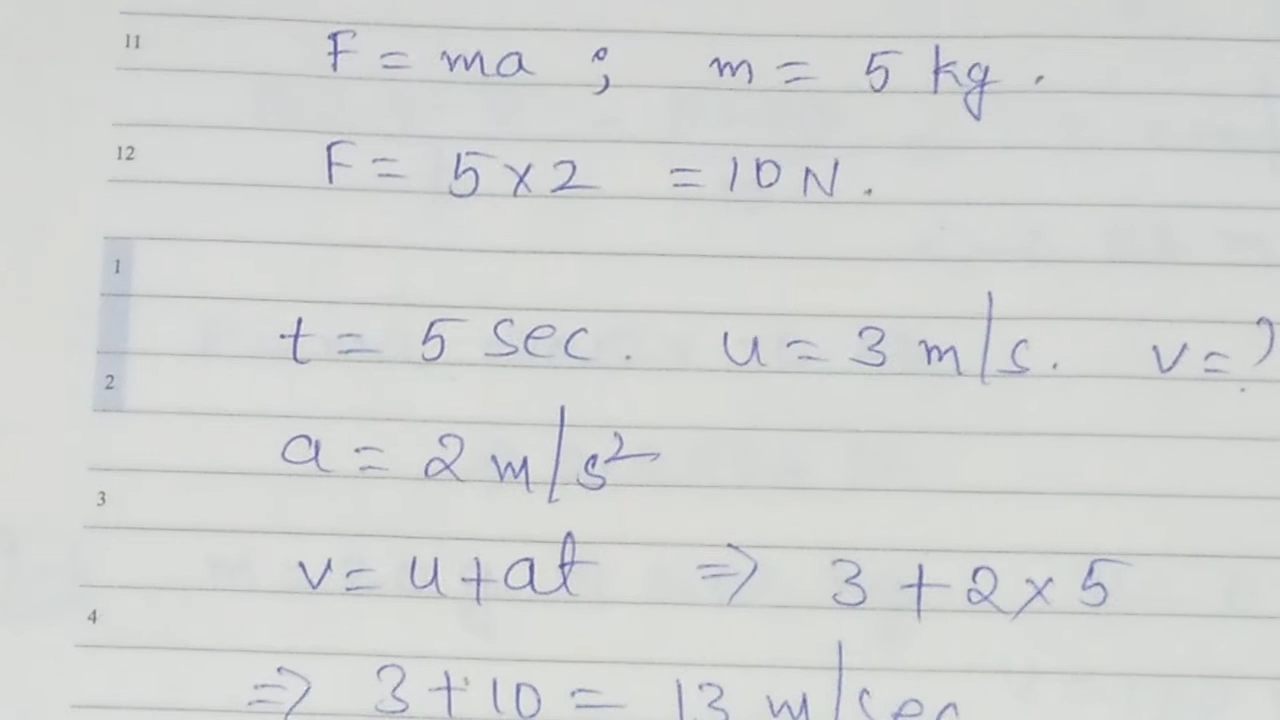 11 F = ma ; m = 5 kg .
12 F = 5 x 2 = 10 N .
1
t = 5 sec . u = 3 m/s . v = ?
2
a = 2 m/s²
3
v = u + at ⇒ 3 + 2 x 5
4
⇒ 3 + 10 = 13 m/sec